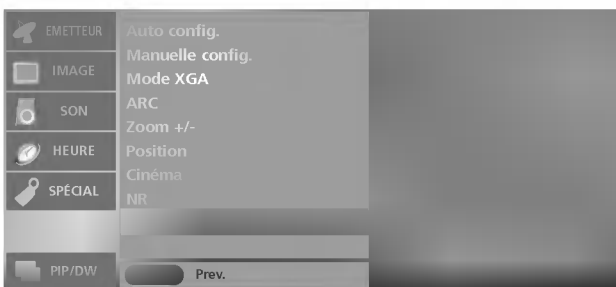 EMETTEUR
IMAGE
SON
HEURE
SPÉCIAL
PIP/DW
Auto config.
Manuelle config.
Mode XGA
ARC
Zoom +/-
Position
Cinéma
NR
Prev.